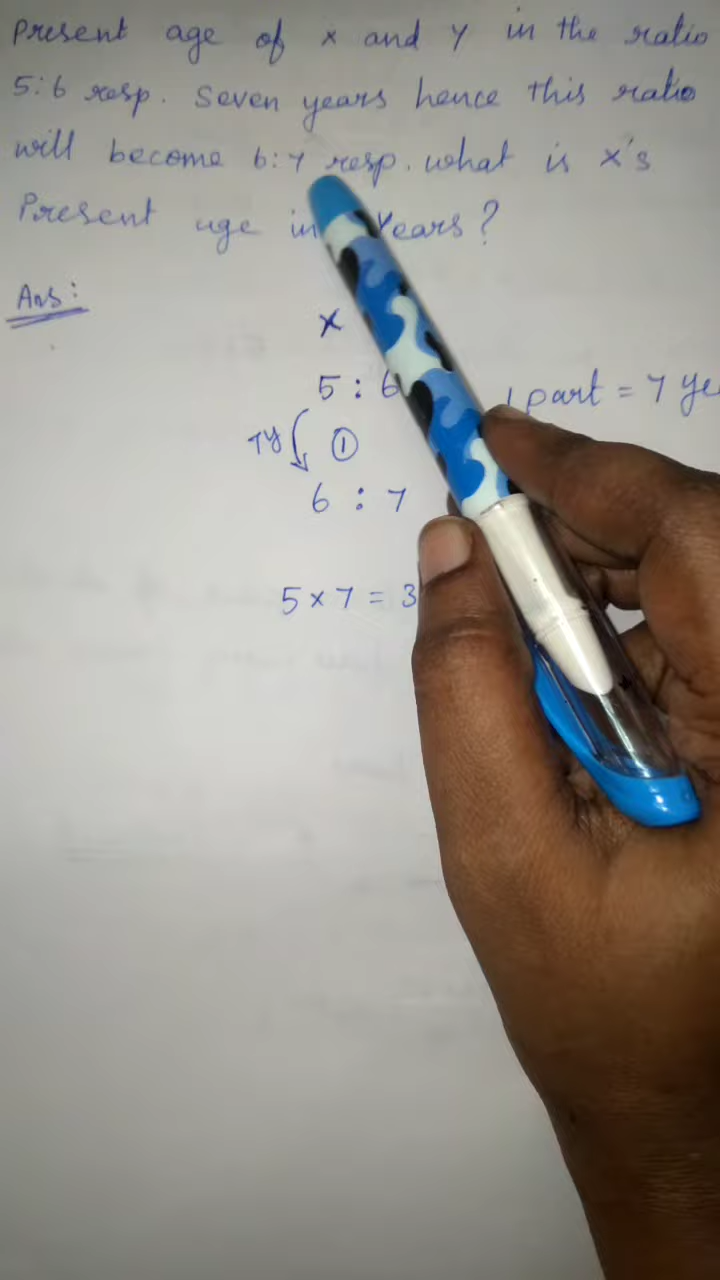 Present age of x and y in the ratio
5:6 resp. Seven years hence this ratio
will become 6:7 resp. what is x's
Present age in Years?
Ans:
x
5 : 6
1 part = 7 ye
7y ①
6 : 7
5 x 7 = 3